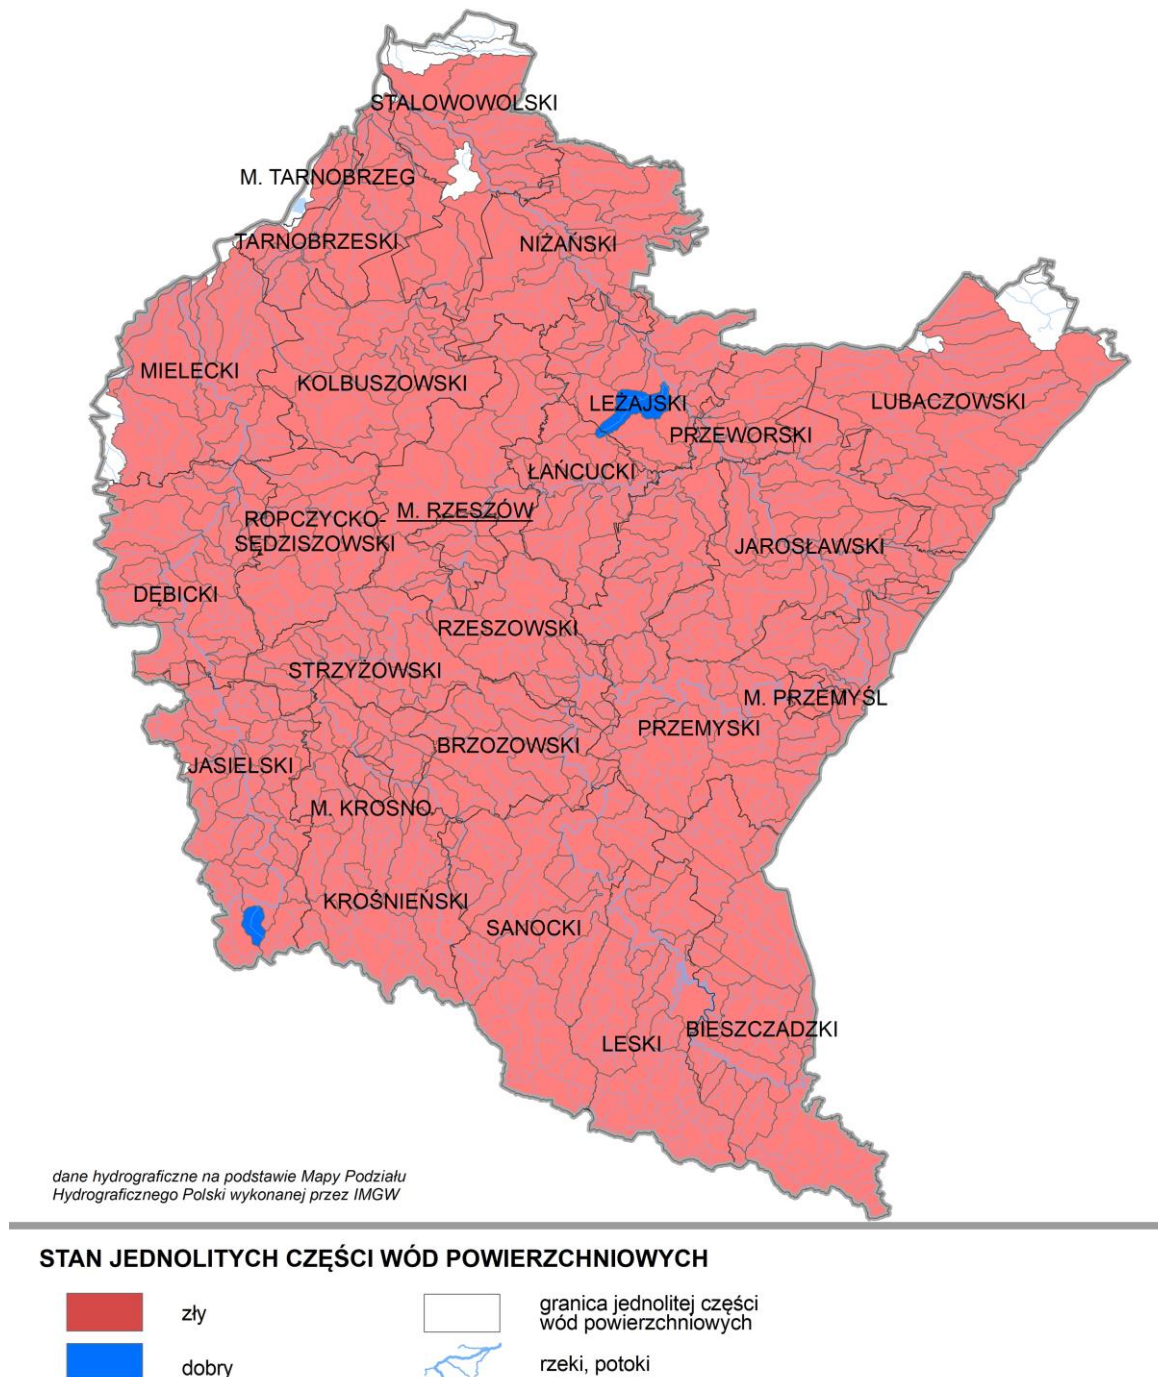 STALOWOWOLSKI
M. TARNOBRZEG
TARNOBRZESKI
NIŻAŃSKI
MIELECKI
KOLBUSZOWSKI
LEŻAJSKI
LUBACZOWSKI
PRZEWORSKI
ŁAŃCUCKI
ROPCZYCKO-
SĘDZISZOWSKI
M. RZESZÓW
JAROSŁAWSKI
DĘBICKI
RZESZOWSKI
STRZYŻOWSKI
M. PRZEMYŚL
PRZEMYSKI
BRZOZOWSKI
JASIELSKI
M. KROSNO
KROŚNIEŃSKI
SANOCKI
BIESZCZADZKI
LESKI
dane hydrograficzne na podstawie Mapy Podziału
Hydrograficznego Polski wykonanej przez IMGW
STAN JEDNOLITYCH CZĘŚCI WÓD POWIERZCHNIOWYCH
zły
granica jednolitej części
wód powierzchniowych
dobry
rzeki, potoki